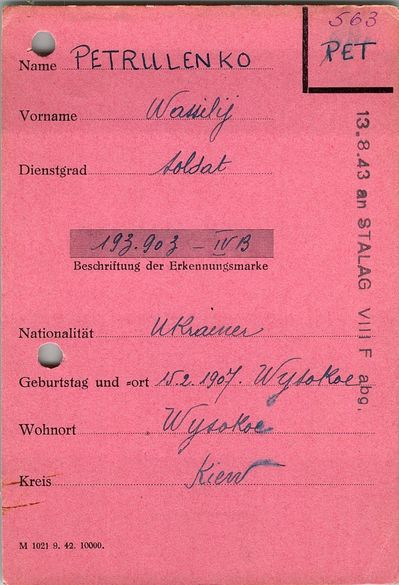 563
PET
Name PETRULENKO
Vorname Wassilij
Dienstgrad Soldat
193.903 – IV B
Beschriftung der Erkennungsmarke
Nationalität Ukrainer
Geburtstag und =ort 15.2.1907. Wysokoe
Wohnort Wysokoe
Kreis Kiew
M 1021 9. 42. 10000.
13.8.43 an STALAG VIII F abg.